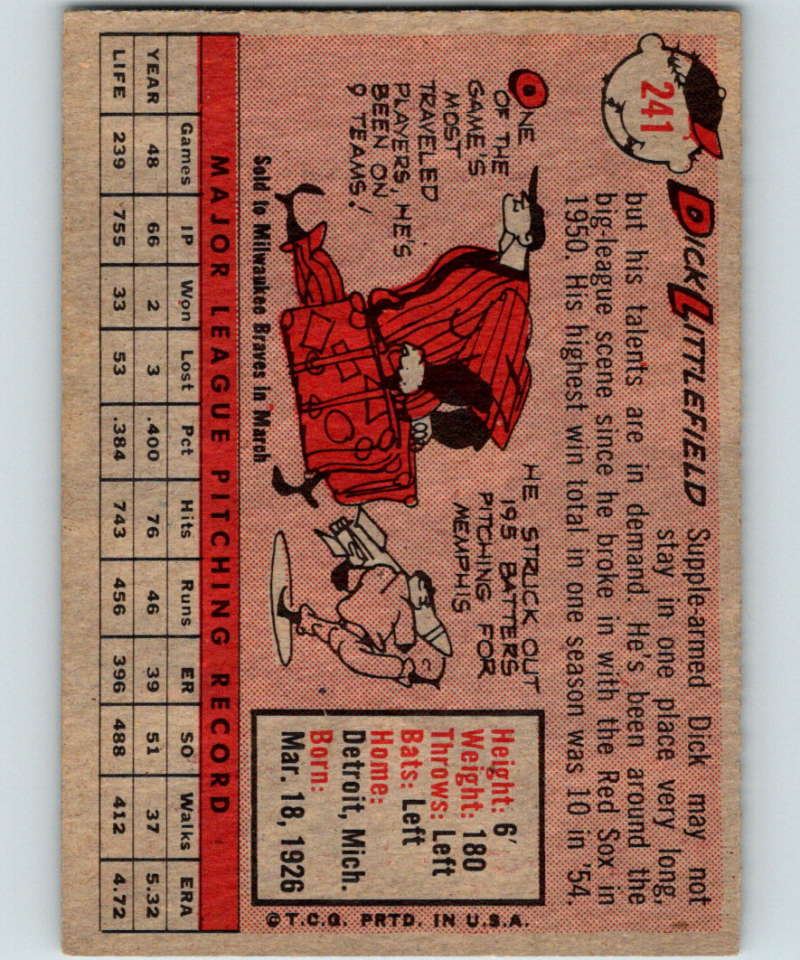 241
DICK LITTLEFIELD
Supple-armed Dick may not
stay in one place very long,
but his talents are in demand. He's been around the
big-league scene since he broke in with the Red Sox in
1950. His highest win total in one season was 10 in '54.
ONE
OF THE
GAME'S
MOST
TRAVELED
PLAYERS, HE'S
BEEN ON
9 TEAMS!
HE STRUCK OUT
195 BATTERS
PITCHING FOR
MEMPHIS
Height: 6'
Weight: 180
Throws: Left
Bats: Left
Home:
Detroit, Mich.
Born:
Mar. 18, 1926
Sold to Milwaukee Braves in March
© T.C.G. PRTD. IN U.S.A.
MAJOR LEAGUE PITCHING RECORD
Games IP Won Lost Pct Hits Runs ER SO Walks ERA
YEAR 48 66 2 3 .400 76 46 39 51 37 5.32
LIFE 239 755 33 53 .384 743 456 396 488 412 4.72